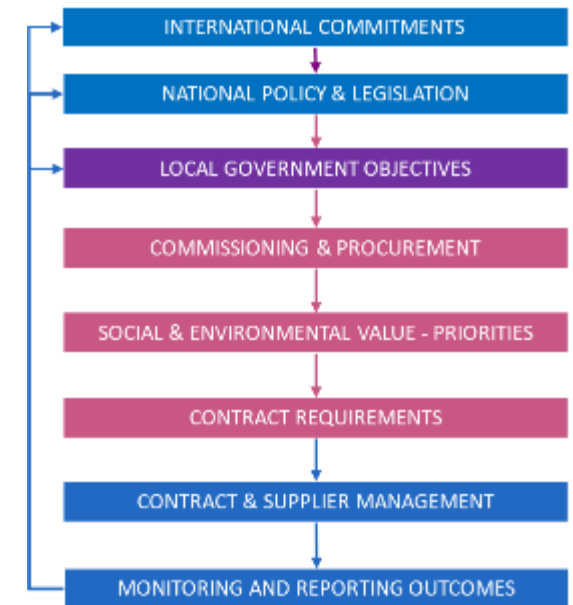 INTERNATIONAL COMMITMENTS
NATIONAL POLICY & LEGISLATION
LOCAL GOVERNMENT OBJECTIVES
COMMISSIONING & PROCUREMENT
SOCIAL & ENVIRONMENTAL VALUE - PRIORITIES
CONTRACT REQUIREMENTS
CONTRACT & SUPPLIER MANAGEMENT
MONITORING AND REPORTING OUTCOMES